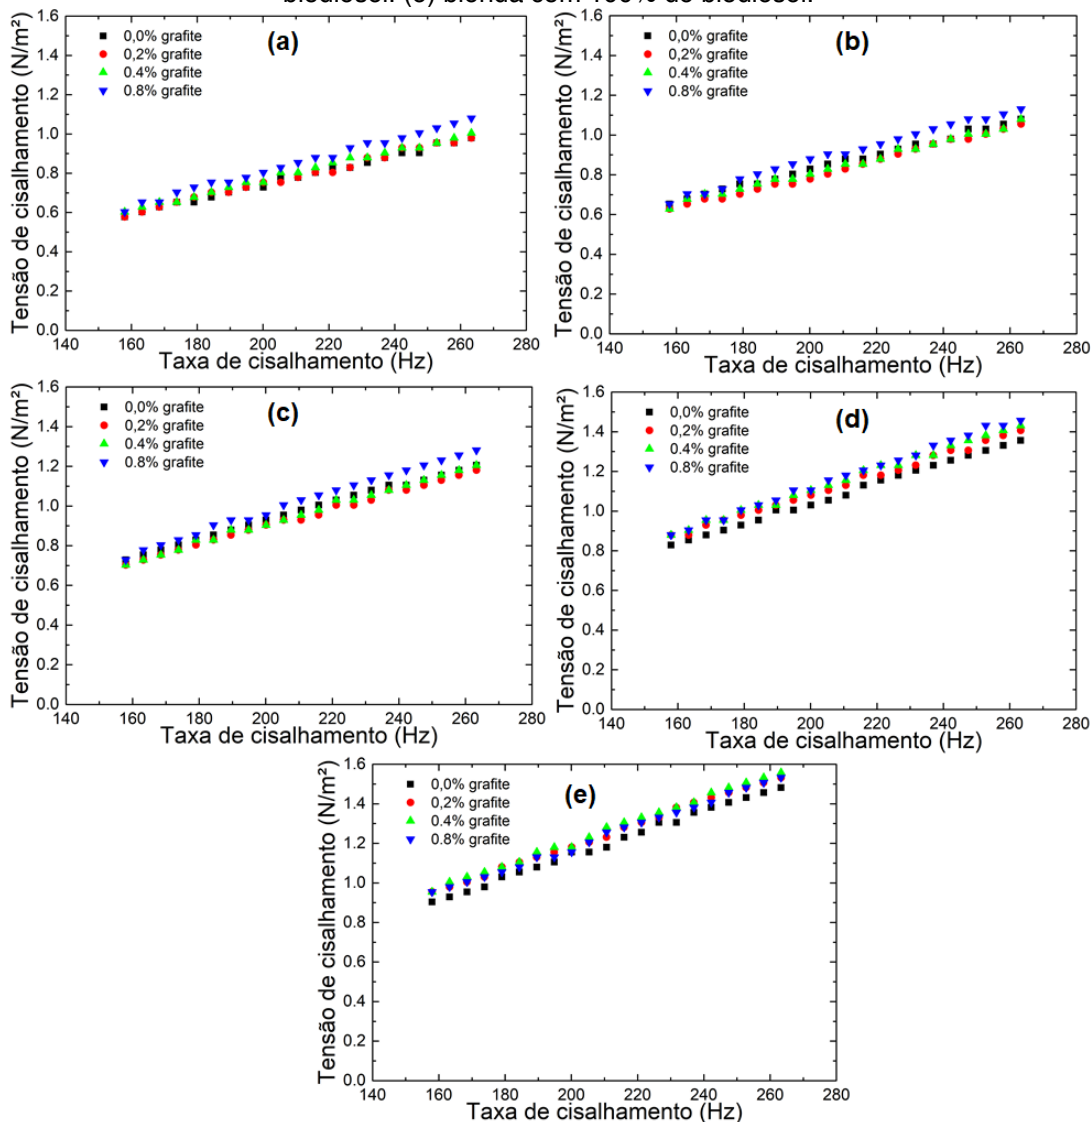 biodiesel. (e) blenda com 100% de biodiesel.
Tensão de cisalhamento (N/m²)
1.6
1.4
1.2
1.0
0.8
0.6
0.4
0.2
0.0
0,0% grafite
0,2% grafite
0.4% grafite
0.8% grafite
(a)
140 160 180 200 220 240 260 280
Taxa de cisalhamento (Hz)
Tensão de cisalhamento (N/m²)
1.6
1.4
1.2
1.0
0.8
0.6
0.4
0.2
0.0
0,0% grafite
0,2% grafite
0.4% grafite
0.8% grafite
(b)
140 160 180 200 220 240 260 280
Taxa de cisalhamento (Hz)
Tensão de cisalhamento (N/m²)
1.6
1.4
1.2
1.0
0.8
0.6
0.4
0.2
0.0
0,0% grafite
0,2% grafite
0.4% grafite
0.8% grafite
(c)
140 160 180 200 220 240 260 280
Taxa de cisalhamento (Hz)
Tensão de cisalhamento (N/m²)
1.6
1.4
1.2
1.0
0.8
0.6
0.4
0.2
0.0
0,0% grafite
0,2% grafite
0.4% grafite
0.8% grafite
(d)
140 160 180 200 220 240 260 280
Taxa de cisalhamento (Hz)
Tensão de cisalhamento (N/m²)
1.6
1.4
1.2
1.0
0.8
0.6
0.4
0.2
0.0
0,0% grafite
0,2% grafite
0.4% grafite
0.8% grafite
(e)
140 160 180 200 220 240 260 280
Taxa de cisalhamento (Hz)